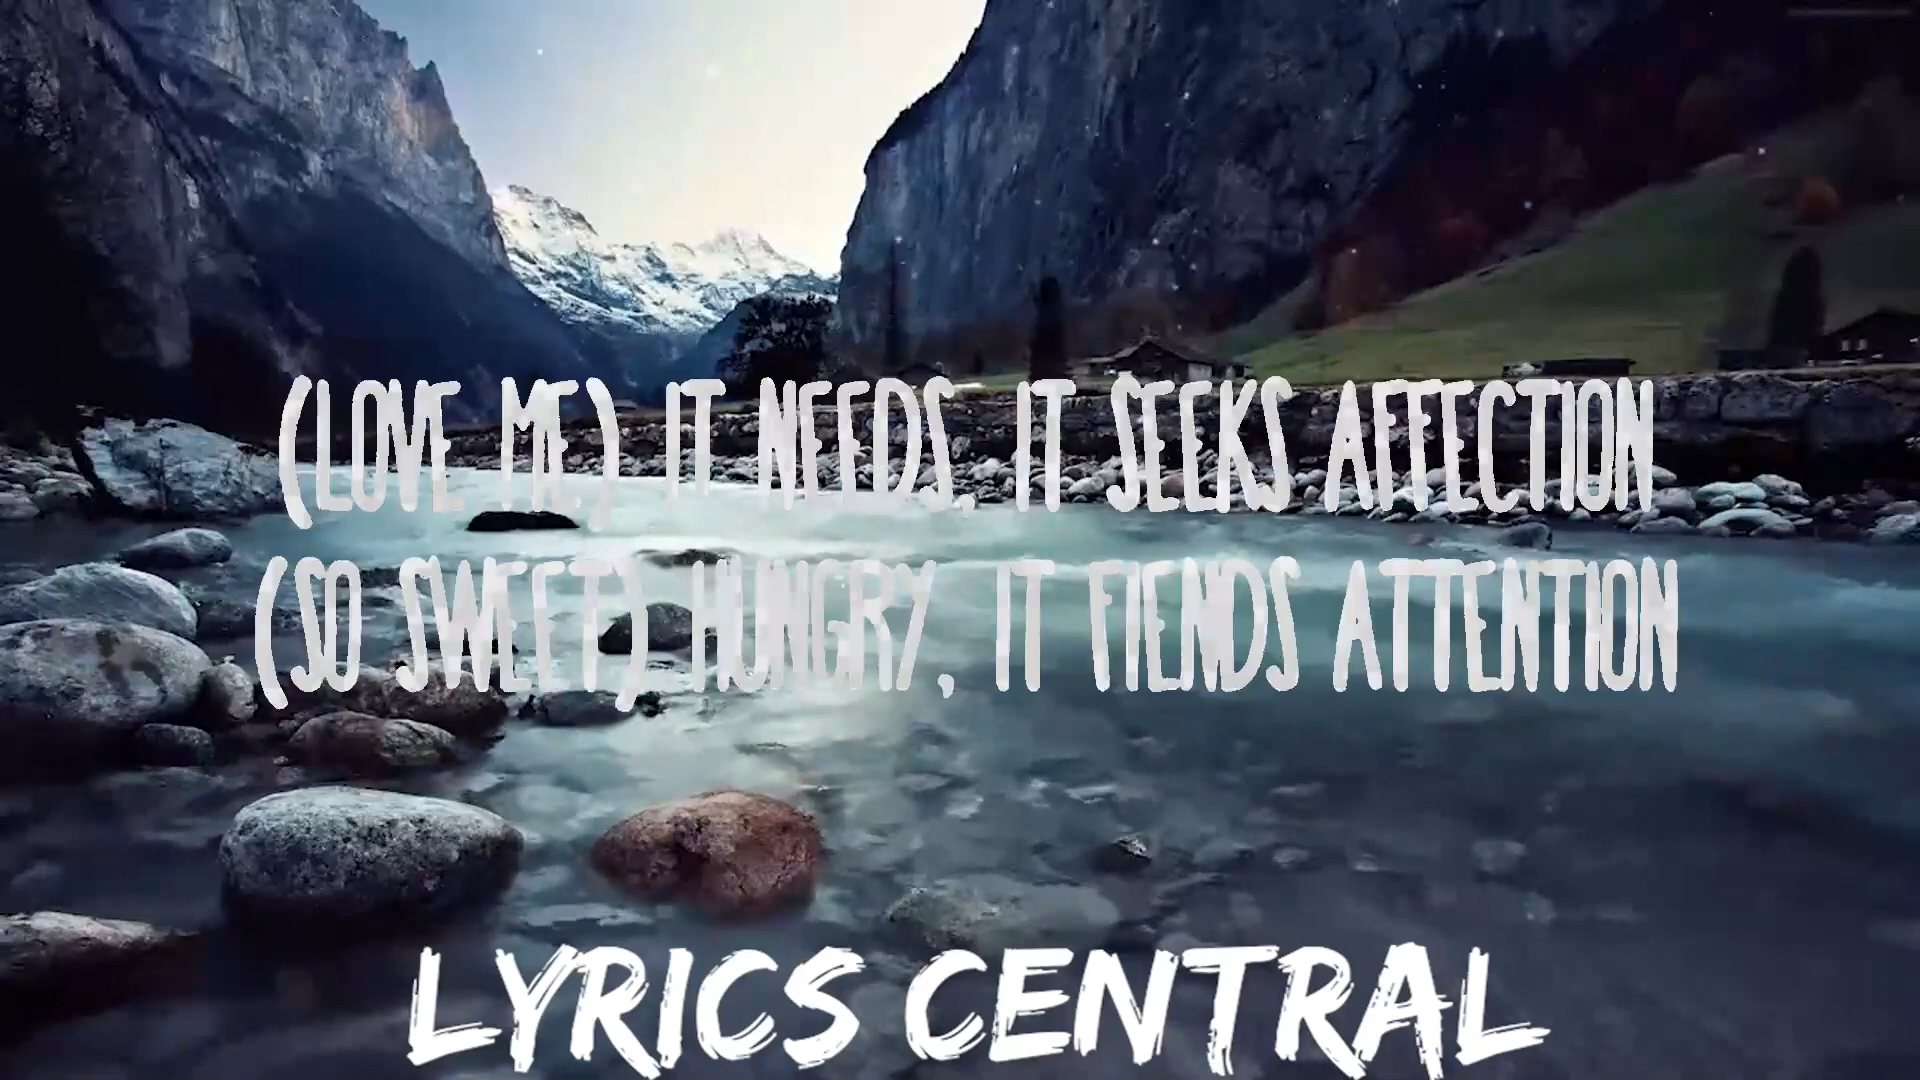 (LOVE ME) IT NEEDS, IT SEEKS AFFECTION
(SO SWEET) HUNGRY, IT FIENDS ATTENTION
LYRICS CENTRAL